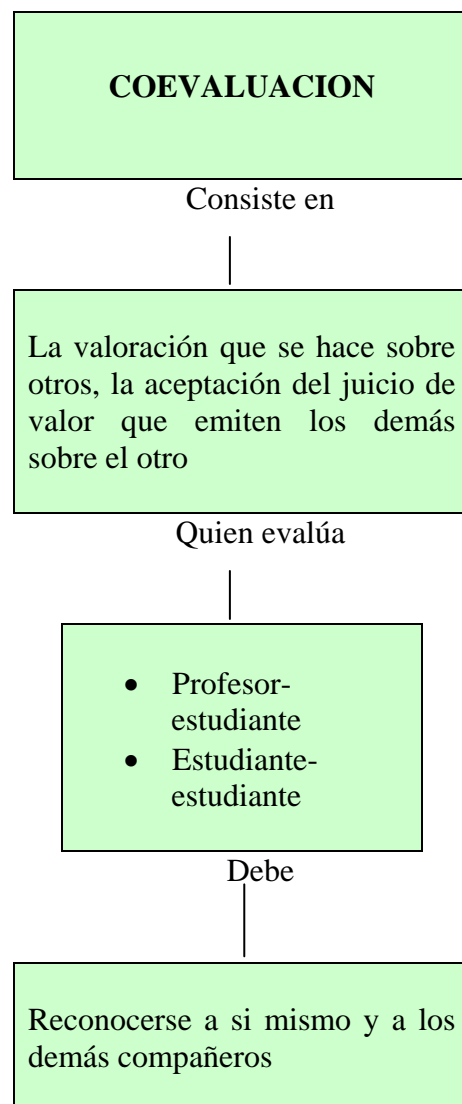 COEVALUACION
Consiste en
La valoración que se hace sobre
otros, la aceptación del juicio de
valor que emiten los demás
sobre el otro
Quien evalúa
• Profesor-
estudiante
• Estudiante-
estudiante
Debe
Reconocerse a si mismo y a los
demás compañeros